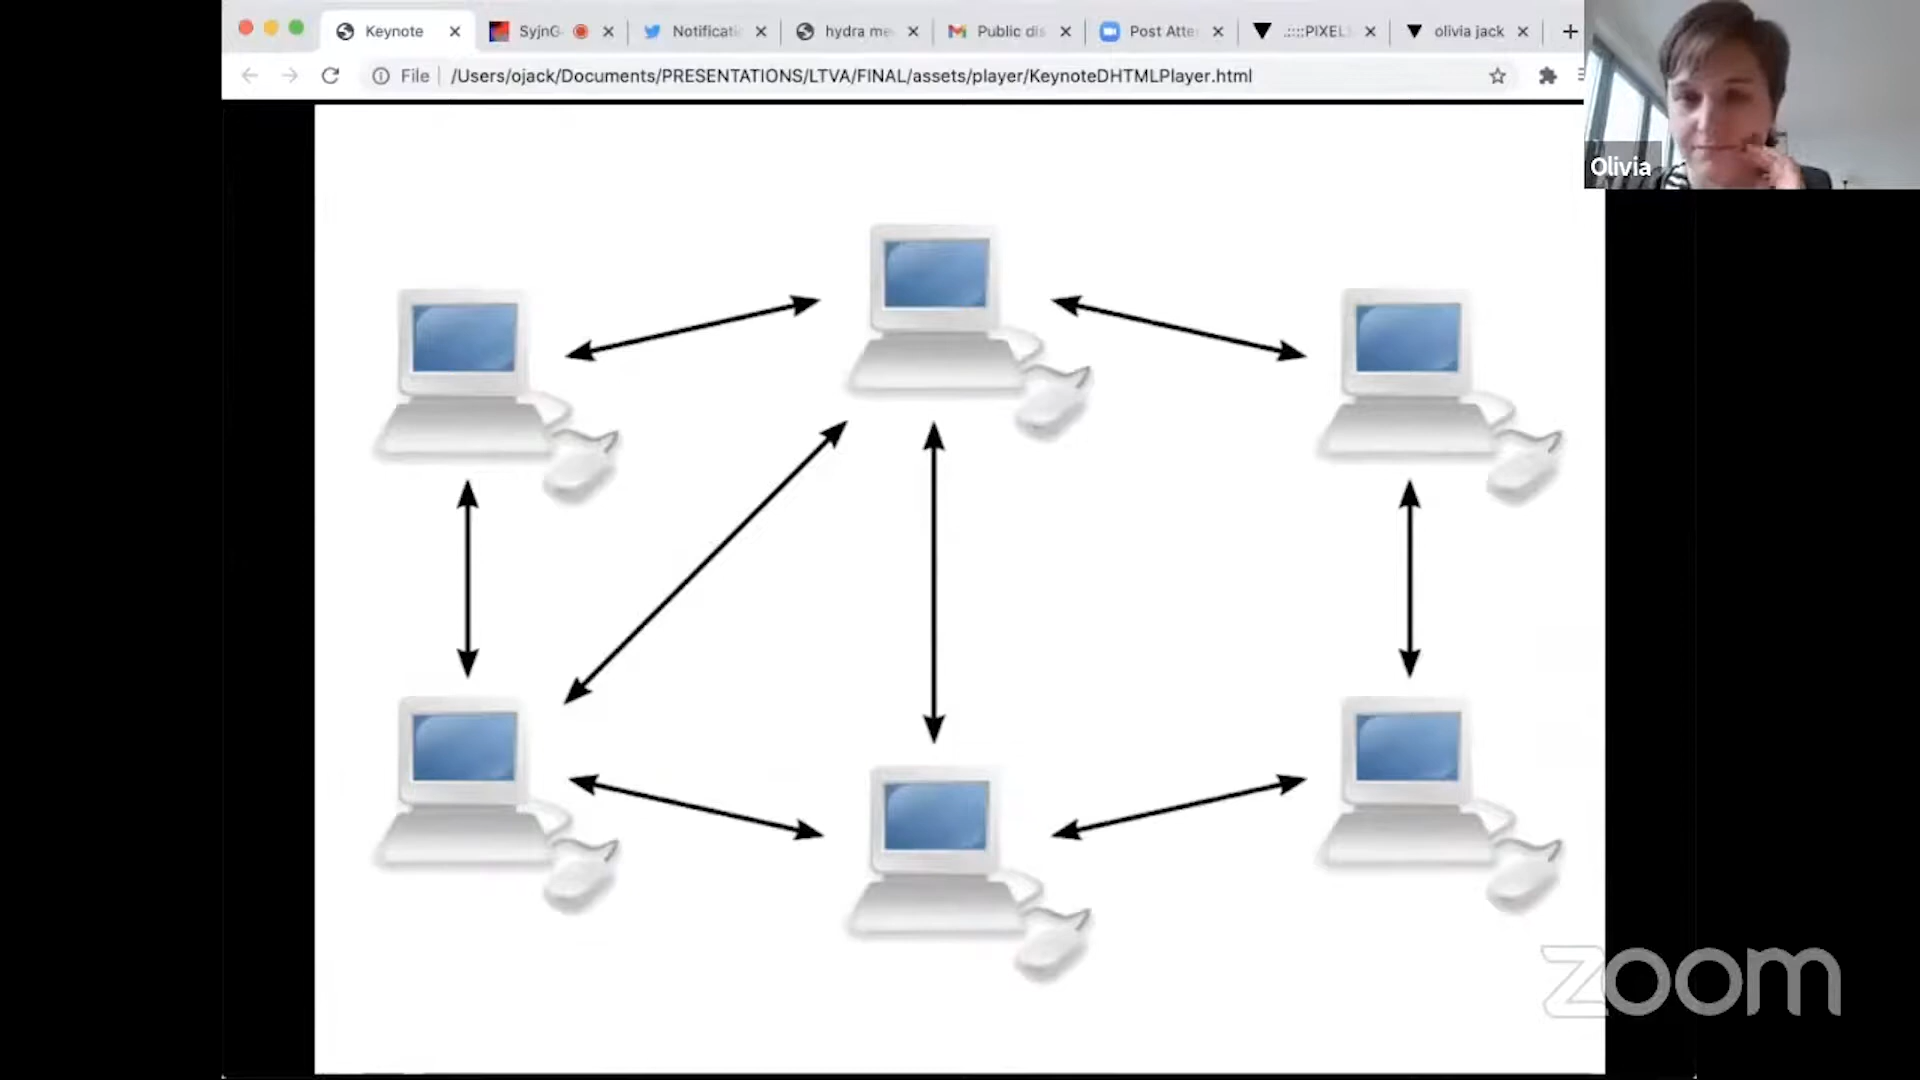 Keynote
SyjnG
Notificati
hydra me
Public dis
Post Atte
.::::PIXEL
olivia jack
File
/Users/ojack/Documents/PRESENTATIONS/LTVA/FINAL/assets/player/KeynoteDHTMLPlayer.html
Olivia
zoom